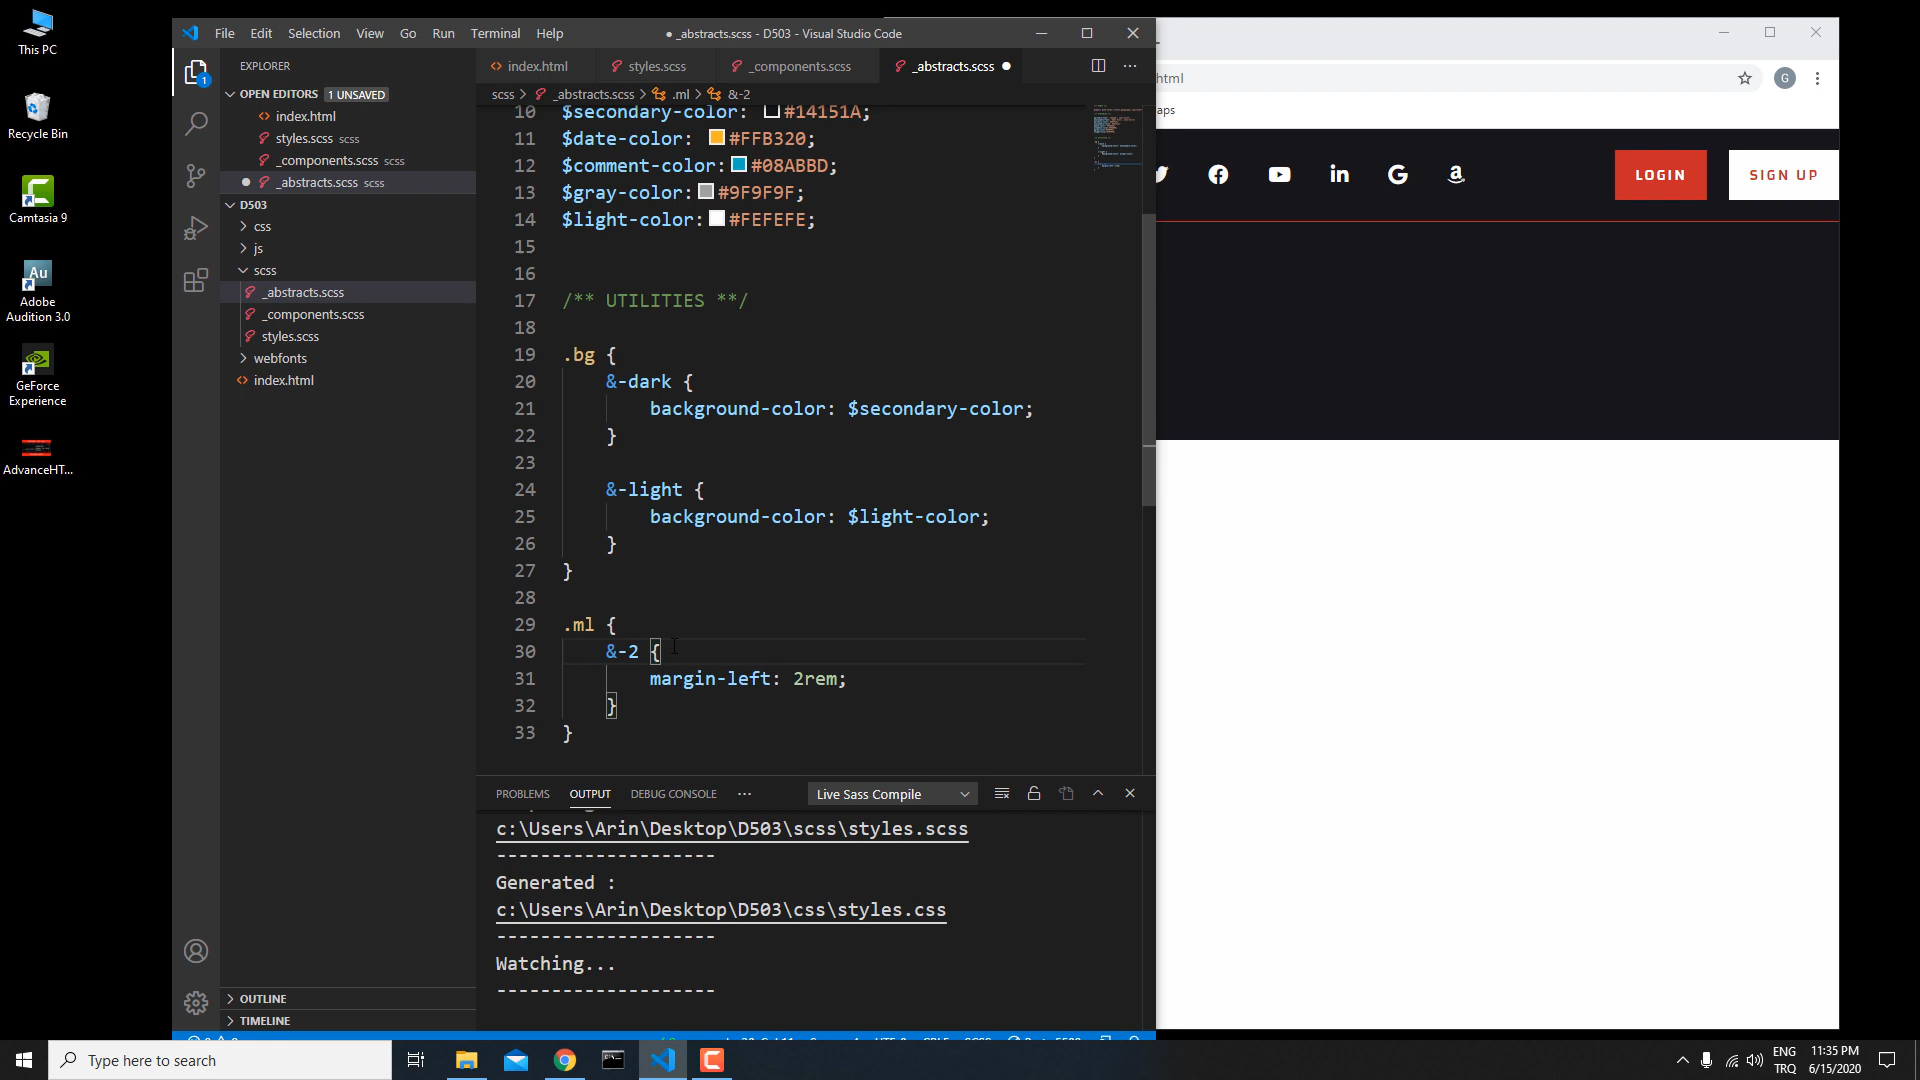 This PC
Recycle Bin
Camtasia 9
Au
Adobe
Audition 3.0
GeForce
Experience
AdvanceHT...
File Edit Selection View Go Run Terminal Help
● _abstracts.scss - D503 - Visual Studio Code
1
EXPLORER
OPEN EDITORS 1 UNSAVED
index.html
styles.scss scss
_components.scss scss
_abstracts.scss scss
D503
css
js
scss
_abstracts.scss
_components.scss
styles.scss
webfonts
index.html
OUTLINE
TIMELINE
index.html styles.scss _components.scss _abstracts.scss ●
scss > _abstracts.scss > .ml > &-2
10 $secondary-color: #14151A;
11 $date-color: #FFB320;
12 $comment-color: #08ABBD;
13 $gray-color: #9F9F9F;
14 $light-color: #FEFEFE;
15
16
17 /** UTILITIES **/
18
19 .bg {
20 &-dark {
21 background-color: $secondary-color;
22 }
23
24 &-light {
25 background-color: $light-color;
26 }
27 }
28
29 .ml {
30 &-2 {
31 margin-left: 2rem;
32 }
33 }
PROBLEMS OUTPUT DEBUG CONSOLE ··· Live Sass Compile
c:\Users\Arin\Desktop\D503\scss\styles.scss
--------------------
Generated :
c:\Users\Arin\Desktop\D503\css\styles.css
--------------------
Watching...
--------------------
html
G
aps
LOGIN
SIGN UP
Type here to search
ENG
TRQ
11:35 PM
6/15/2020